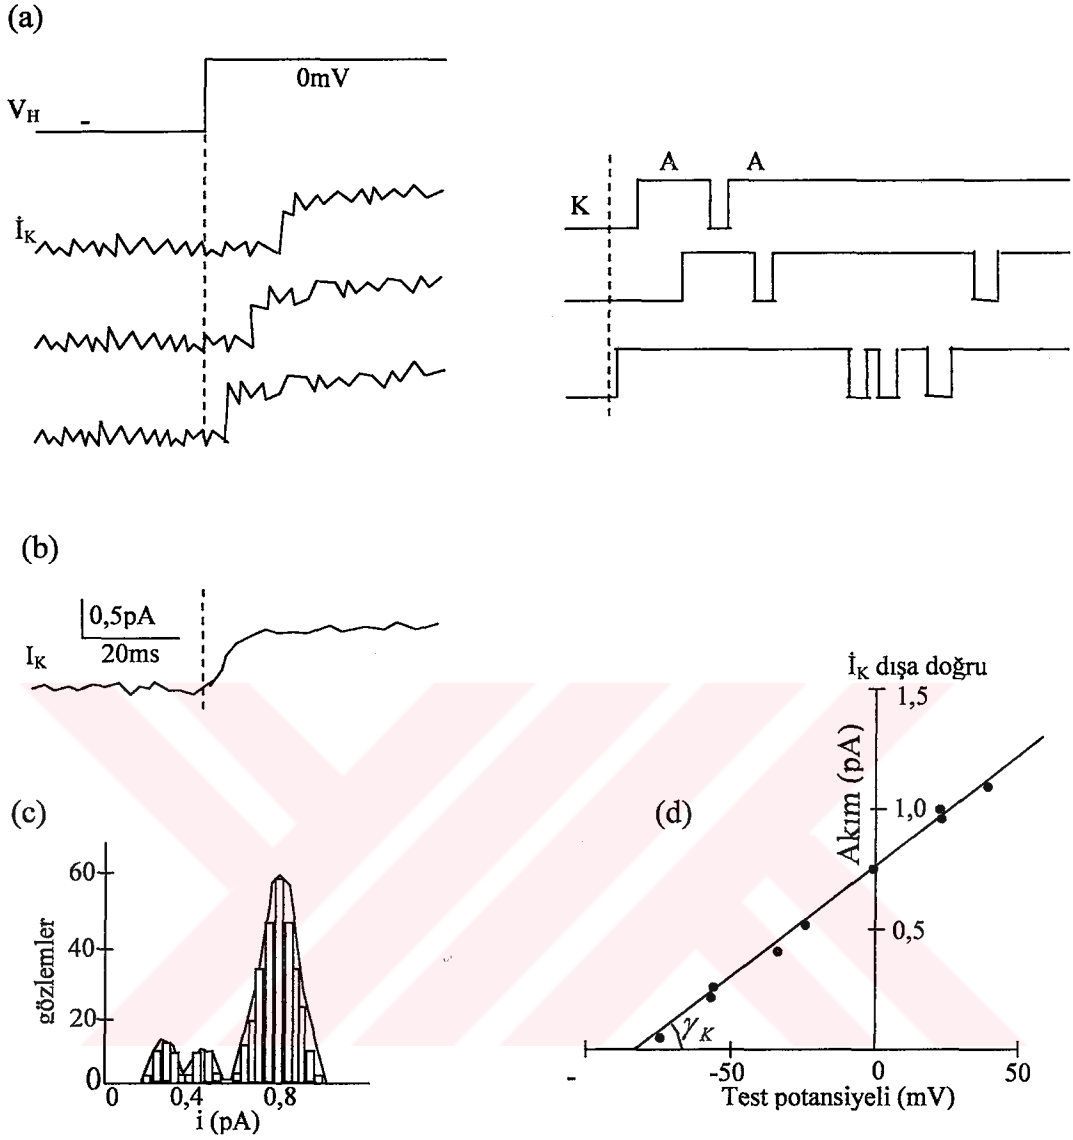 (a)
0mV
V_H
-
A A
K
İ_K
(b)
0,5pA
20ms
I_K
(c)
gözlemler
60
40
20
0
0 0,4 0,8
i (pA)
(d)
İ_K dışa doğru
Akım (pA)
1,5
1,0
0,5
γ_K
- -50 0 50
Test potansiyeli (mV)